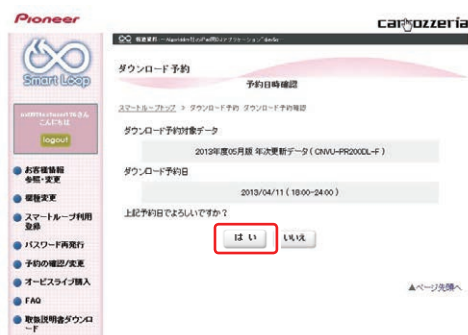 Pioneer
carrozzeria
Smart Loop
こんにちは
logout
お客様情報
参照・変更
機種変更
スマートループ利用
登録
パスワード再発行
予約の確認/変更
オービスライブ購入
FAQ
取扱説明書ダウンロ
ード
ダウンロード予約
予約日時確認
スマートループトップ > ダウンロード予約 ダウンロード予約確認
ダウンロード予約対象データ
2013年度05月版 年次更新データ ( CNVU-PR200DL-F )
ダウンロード予約日
2013/04/11 ( 18:00-24:00 )
上記予約日でよろしいですか?
はい
いいえ
▲ページ先頭へ